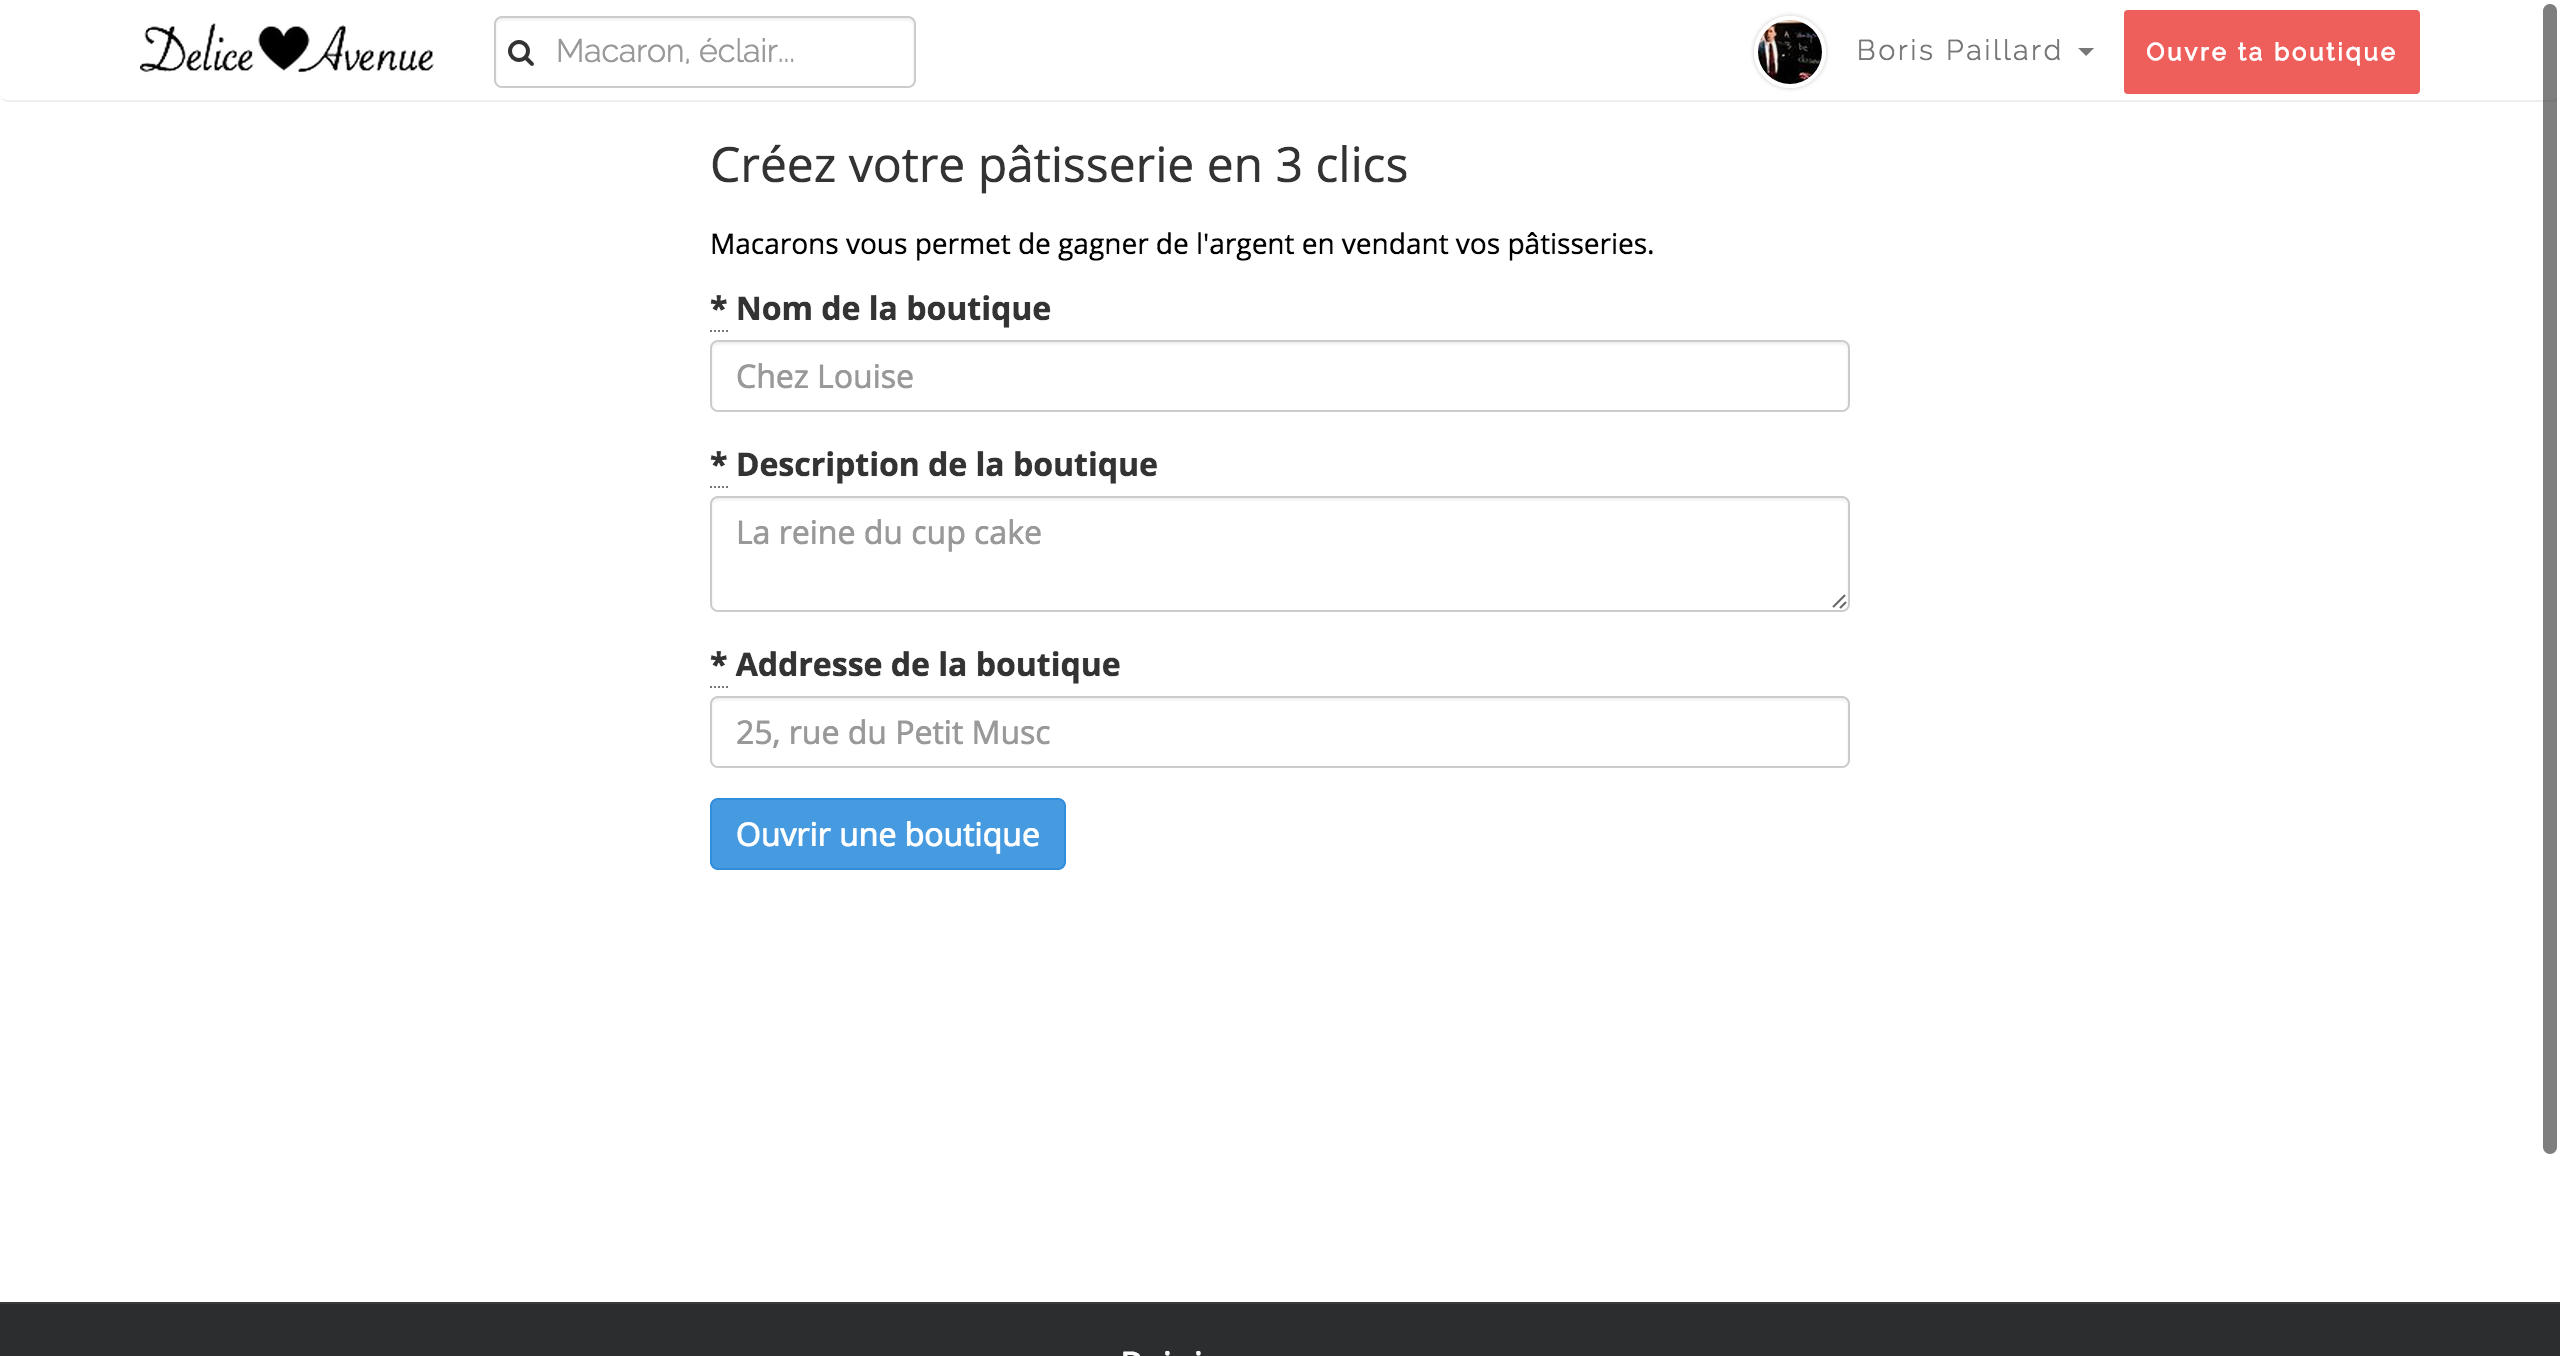 Delice Avenue
Macaron, éclair...
Boris Paillard
Ouvre ta boutique
Créez votre pâtisserie en 3 clics
Macarons vous permet de gagner de l'argent en vendant vos pâtisseries.
* Nom de la boutique
Chez Louise
* Description de la boutique
La reine du cup cake
* Addresse de la boutique
25, rue du Petit Musc
Ouvrir une boutique